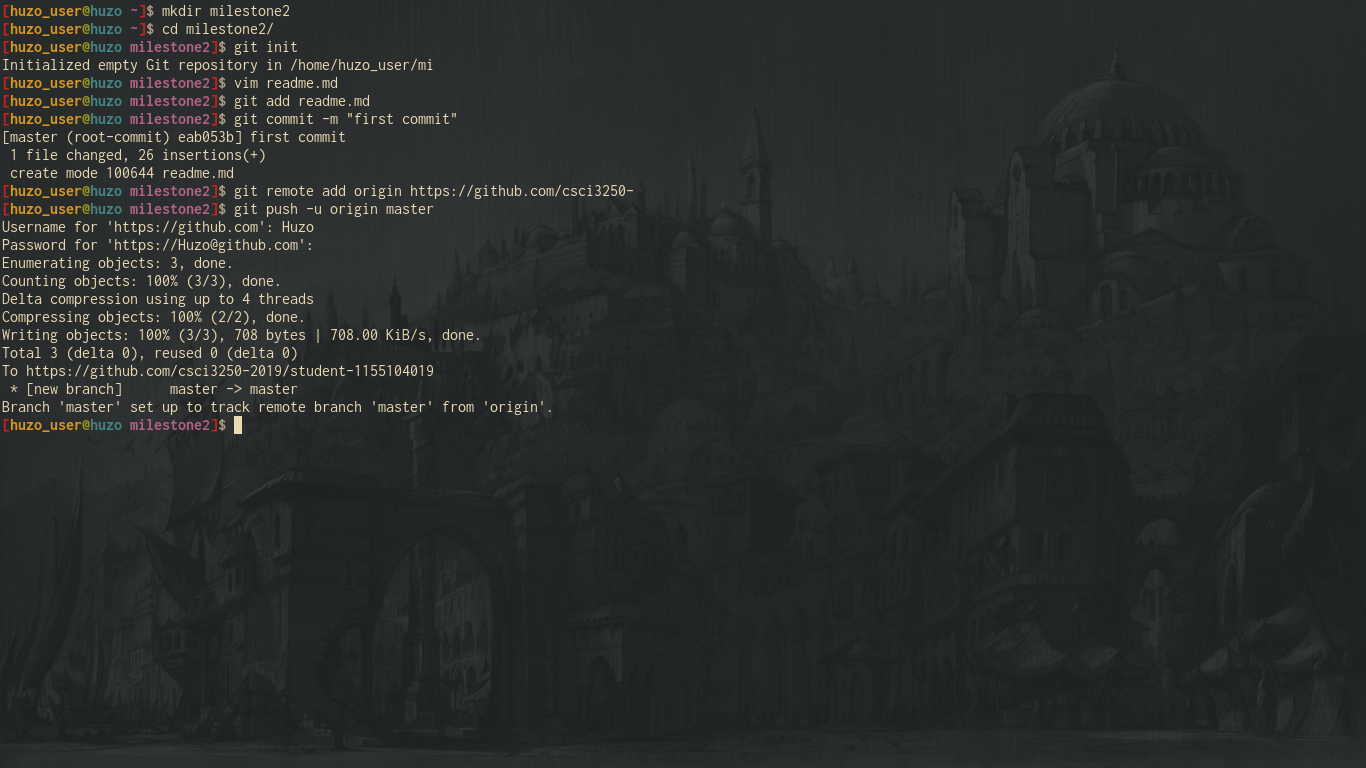 [huzo_user@huzo ~]$ mkdir milestone2
[huzo_user@huzo ~]$ cd milestone2/
[huzo_user@huzo milestone2]$ git init
Initialized empty Git repository in /home/huzo_user/mi
[huzo_user@huzo milestone2]$ vim readme.md
[huzo_user@huzo milestone2]$ git add readme.md
[huzo_user@huzo milestone2]$ git commit -m "first commit"
[master (root-commit) eab053b] first commit
 1 file changed, 26 insertions(+)
 create mode 100644 readme.md
[huzo_user@huzo milestone2]$ git remote add origin https://github.com/csci3250-
[huzo_user@huzo milestone2]$ git push -u origin master
Username for 'https://github.com': Huzo
Password for 'https://Huzo@github.com':
Enumerating objects: 3, done.
Counting objects: 100% (3/3), done.
Delta compression using up to 4 threads
Compressing objects: 100% (2/2), done.
Writing objects: 100% (3/3), 708 bytes | 708.00 KiB/s, done.
Total 3 (delta 0), reused 0 (delta 0)
To https://github.com/csci3250-2019/student-1155104019
 * [new branch]      master -> master
Branch 'master' set up to track remote branch 'master' from 'origin'.
[huzo_user@huzo milestone2]$